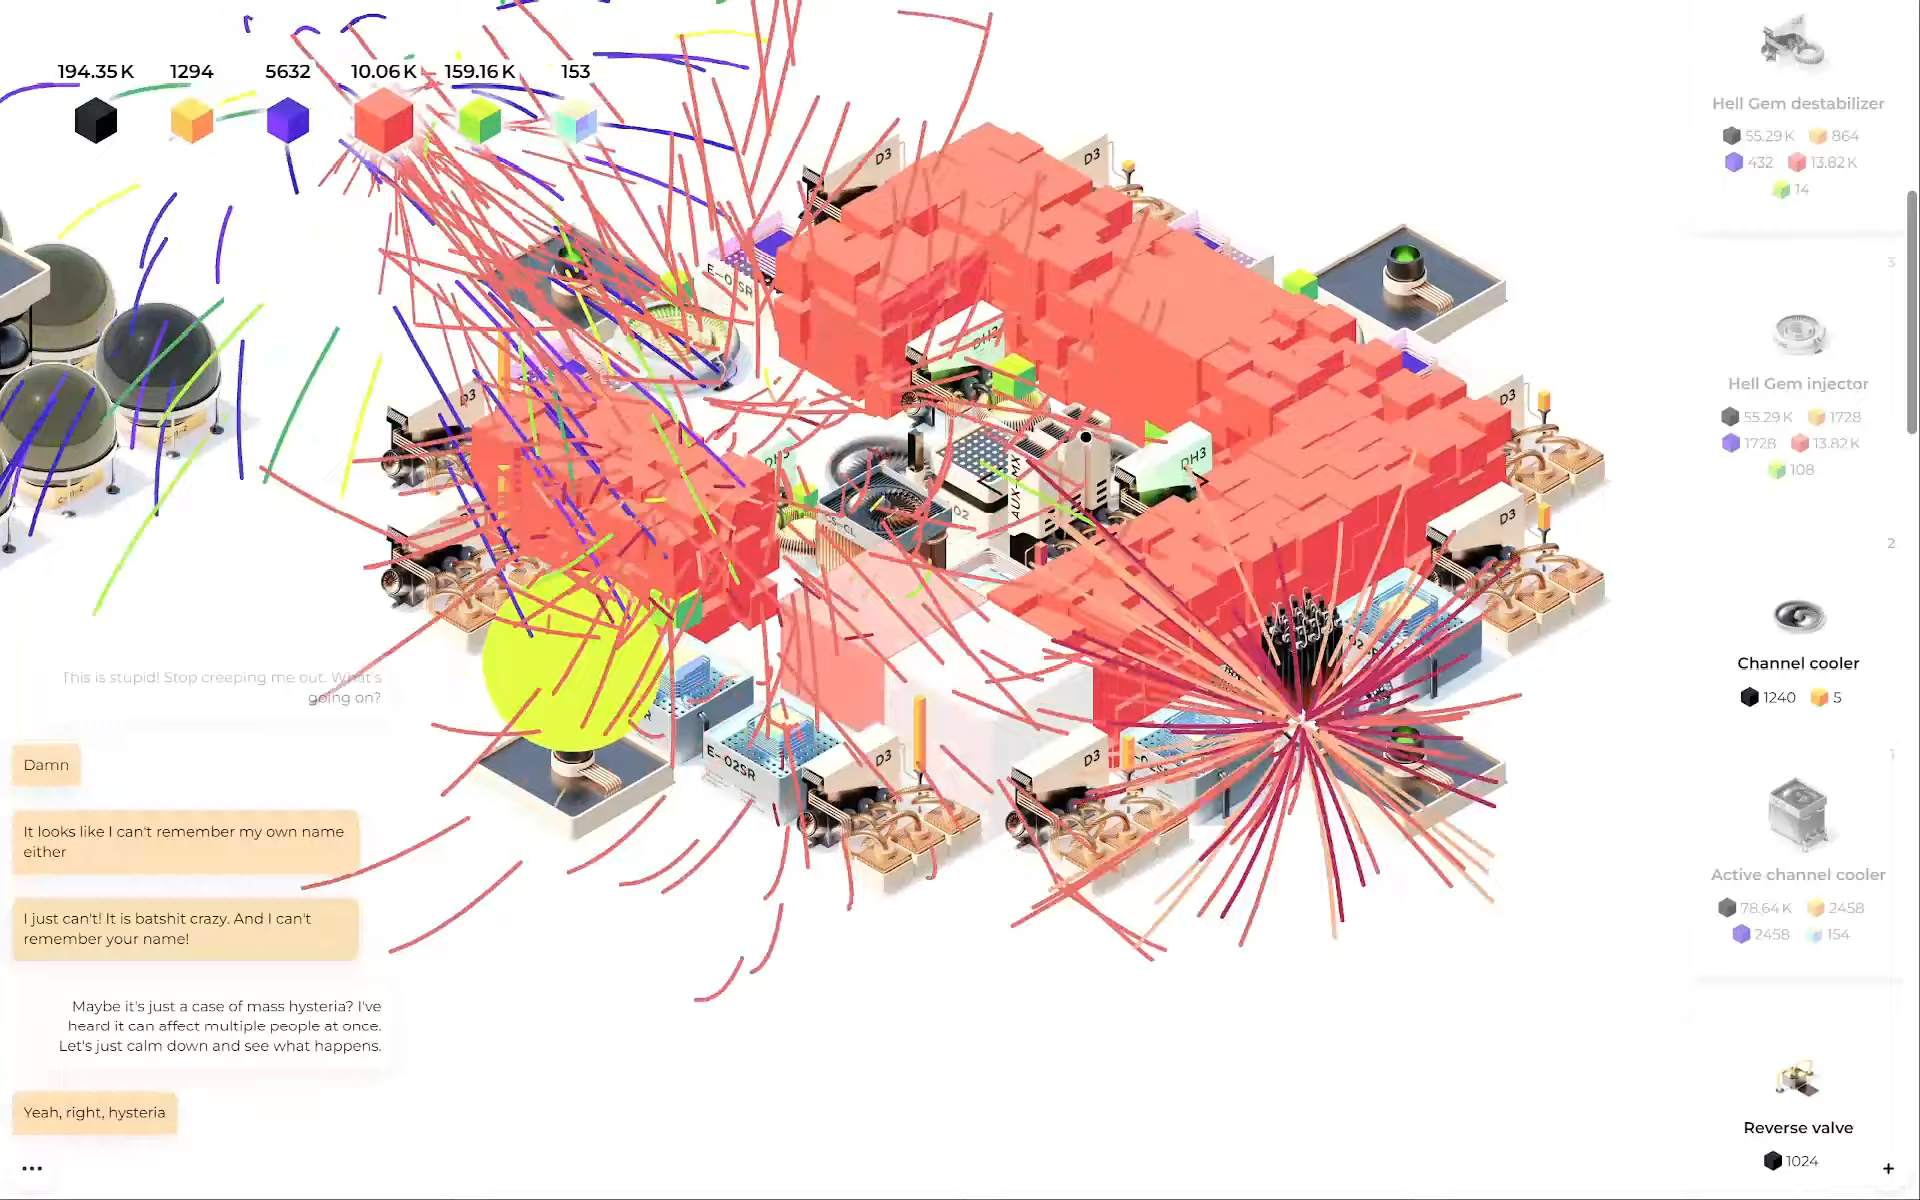 194.35 K 1294 5632 10.06 K 159.16 K 153
Hell Gem destabilizer
55.29 K 864
432 13.82 K
14
3
Hell Gem injector
55.29 K 1728
1728 13.82 K
108
2
Channel cooler
1240 5
1
Active channel cooler
78.64 K 2458
2458 154
Reverse valve
1024
+
This is stupid! Stop creeping me out. What's
going on?
Damn
It looks like I can't remember my own name
either
I just can't! It is batshit crazy. And I can't
remember your name!
Maybe it's just a case of mass hysteria? I've
heard it can affect multiple people at once.
Let's just calm down and see what happens.
Yeah, right, hysteria
•••
D3
D3
D3
D3
D3
D3
D3
DH3
DH3
AUX-MX
E-02SR